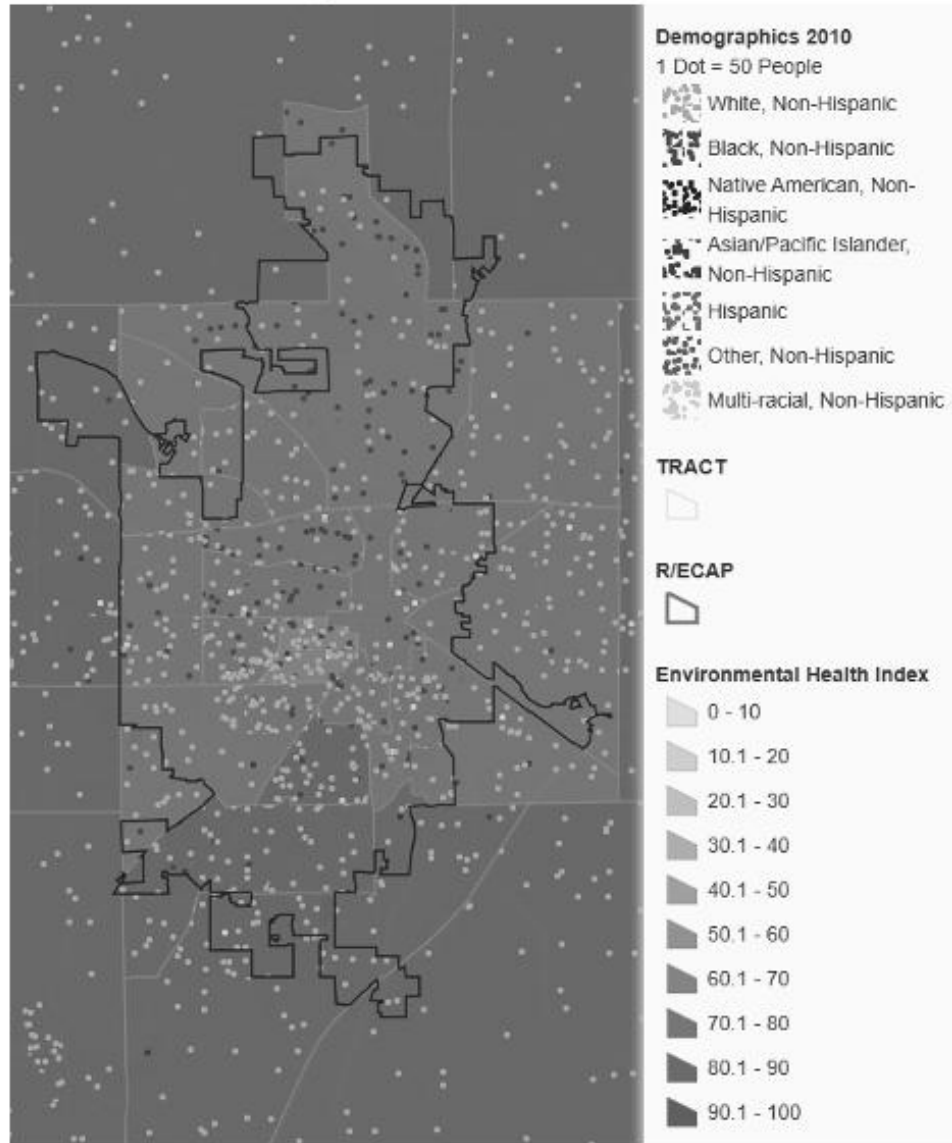 Demographics 2010
1 Dot = 50 People
White, Non-Hispanic
Black, Non-Hispanic
Native American, Non-
Hispanic
Asian/Pacific Islander,
Non-Hispanic
Hispanic
Other, Non-Hispanic
Multi-racial, Non-Hispanic
TRACT
R/ECAP
Environmental Health Index
0 - 10
10.1 - 20
20.1 - 30
30.1 - 40
40.1 - 50
50.1 - 60
60.1 - 70
70.1 - 80
80.1 - 90
90.1 - 100